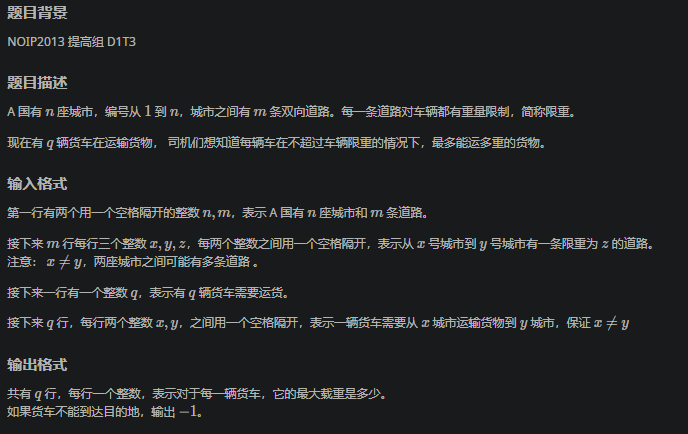 题目背景
NOIP2013 提高组 D1T3
题目描述
A 国有 n 座城市，编号从 1 到 n，城市之间有 m 条双向道路。每一条道路对车辆都有重量限制，简称限重。
现在有 q 辆货车在运输货物， 司机们想知道每辆车在不超过车辆限重的情况下，最多能运多重的货物。
输入格式
第一行有两个用一个空格隔开的整数 n, m，表示 A 国有 n 座城市和 m 条道路。
接下来 m 行每行三个整数 x, y, z，每两个整数之间用一个空格隔开，表示从 x 号城市到 y 号城市有一条限重为 z 的道路。
注意： x ≠ y，两座城市之间可能有多条道路 。
接下来一行有一个整数 q，表示有 q 辆货车需要运货。
接下来 q 行，每行两个整数 x, y，之间用一个空格隔开，表示一辆货车需要从 x 城市运输货物到 y 城市，保证 x ≠ y
输出格式
共有 q 行，每行一个整数，表示对于每一辆货车，它的最大载重是多少。
如果货车不能到达目的地，输出 −1。